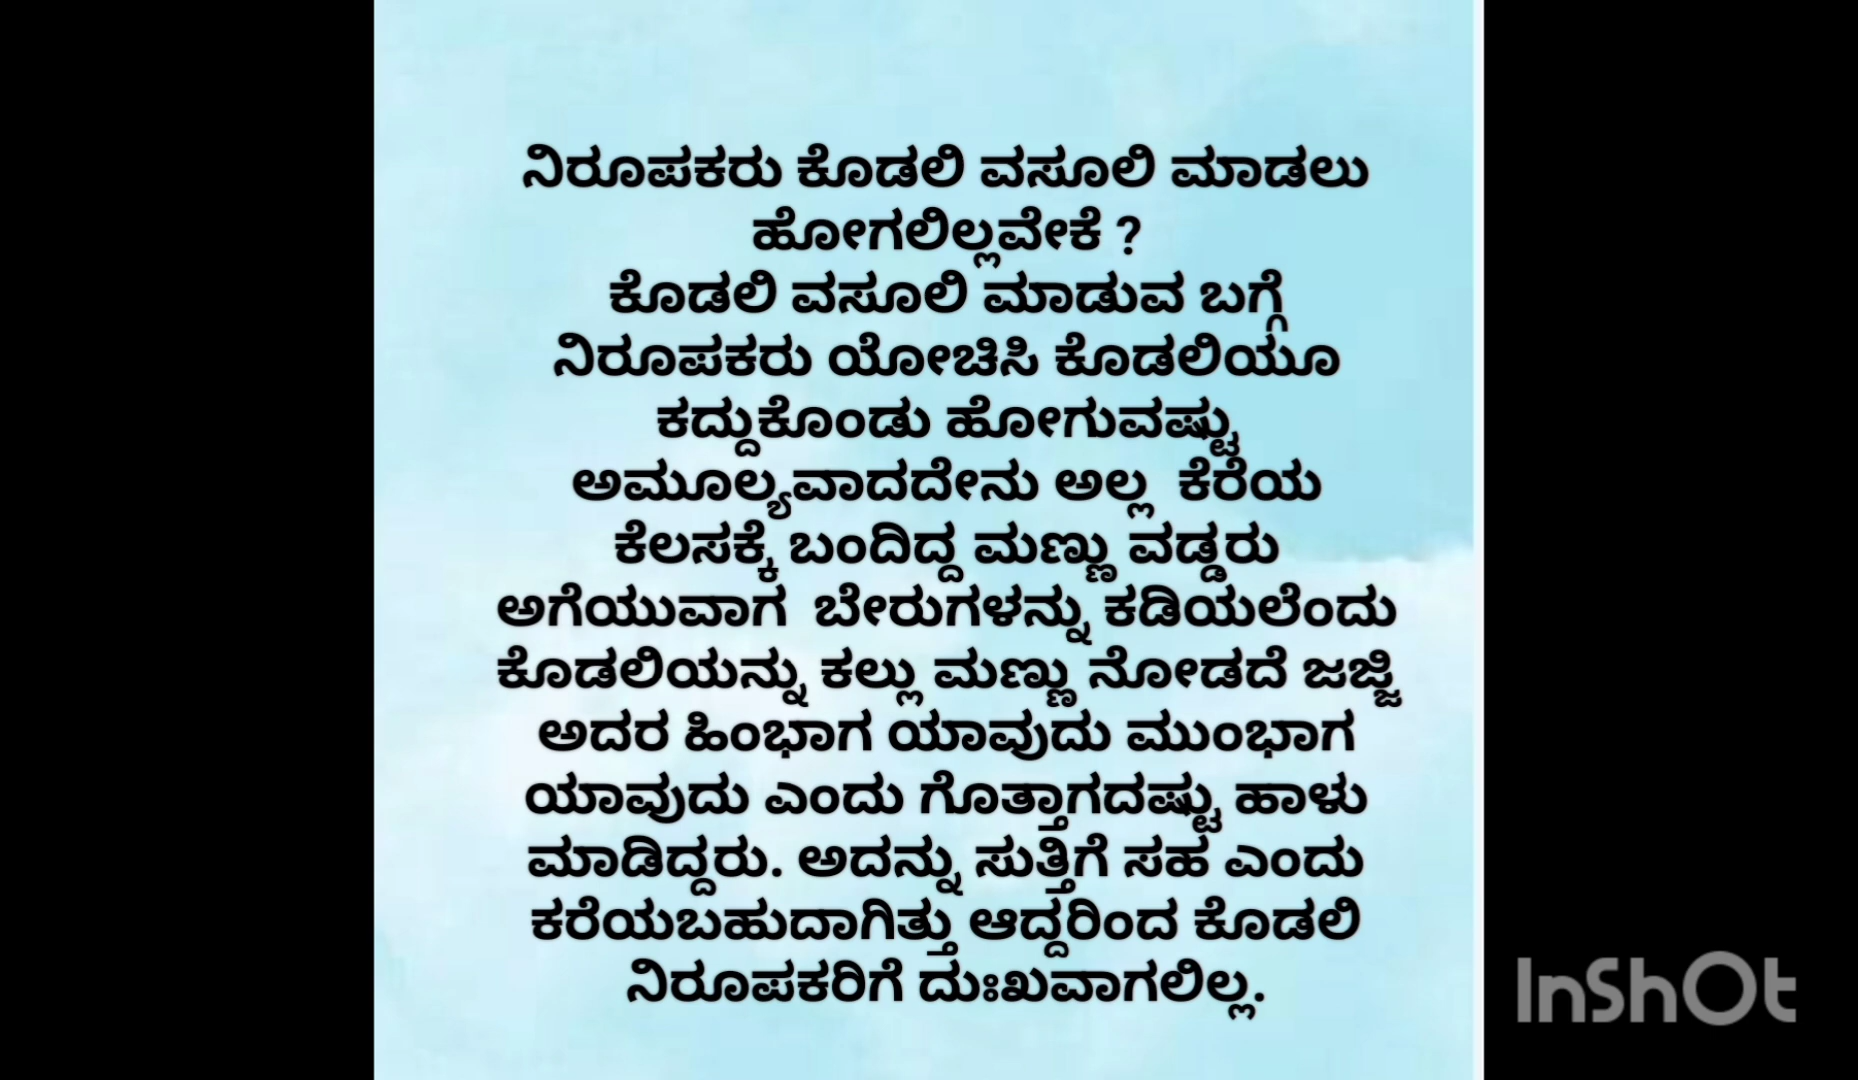 ನಿರೂಪಕರು ಕೊಡಲಿ ವಸೂಲಿ ಮಾಡಲು
ಹೋಗಲಿಲ್ಲವೇಕೆ ?
ಕೊಡಲಿ ವಸೂಲಿ ಮಾಡುವ ಬಗ್ಗೆ
ನಿರೂಪಕರು ಯೋಚಿಸಿ ಕೊಡಲಿಯೂ
ಕದ್ದುಕೊಂಡು ಹೋಗುವಷ್ಟು
ಅಮೂಲ್ಯವಾದದೇನು ಅಲ್ಲ ಕೆರೆಯ
ಕೆಲಸಕ್ಕೆ ಬಂದಿದ್ದ ಮಣ್ಣು ವಡ್ಡರು
ಅಗೆಯುವಾಗ ಬೇರುಗಳನ್ನು ಕಡಿಯಲೆಂದು
ಕೊಡಲಿಯನ್ನು ಕಲ್ಲು ಮಣ್ಣು ನೋಡದೆ ಜಜ್ಜಿ
ಅದರ ಹಿಂಭಾಗ ಯಾವುದು ಮುಂಭಾಗ
ಯಾವುದು ಎಂದು ಗೊತ್ತಾಗದಷ್ಟು ಹಾಳು
ಮಾಡಿದ್ದರು. ಅದನ್ನು ಸುತ್ತಿಗೆ ಸಹ ಎಂದು
ಕರೆಯಬಹುದಾಗಿತ್ತು ಆದ್ದರಿಂದ ಕೊಡಲಿ
ನಿರೂಪಕರಿಗೆ ದುಃಖವಾಗಲಿಲ್ಲ.
InShOt